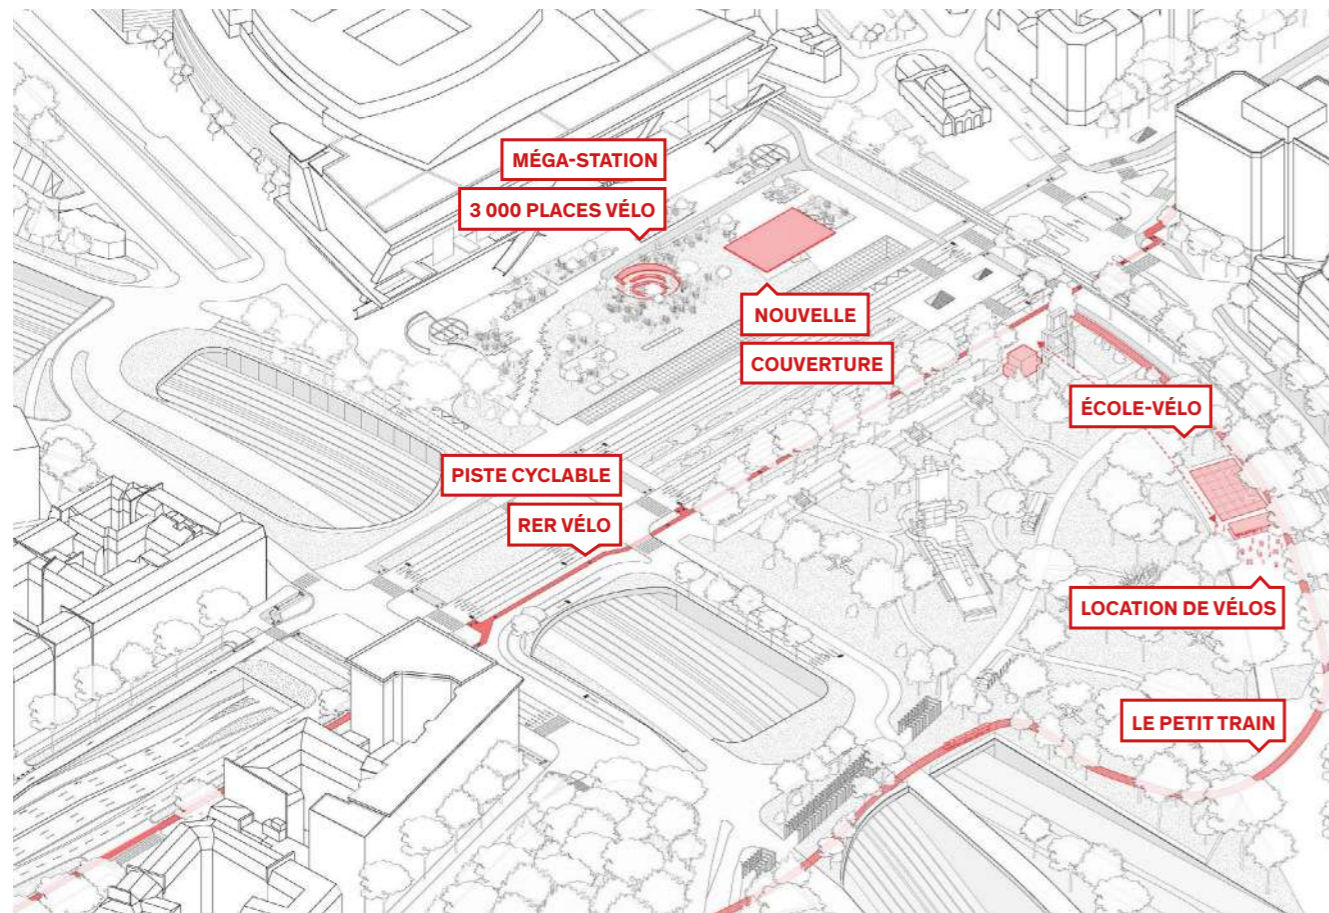 MÉGA-STATION
3 000 PLACES VÉLO
NOUVELLE
COUVERTURE
ÉCOLE-VÉLO
PISTE CYCLABLE
RER VÉLO
LOCATION DE VÉLOS
LE PETIT TRAIN